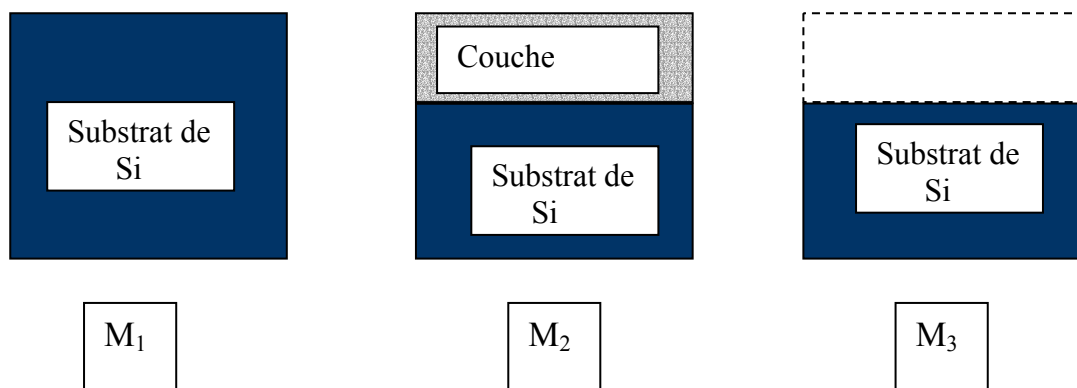 Substrat de
Si
Couche
Substrat de
Si
Substrat de
Si
M₁
M₂
M₃